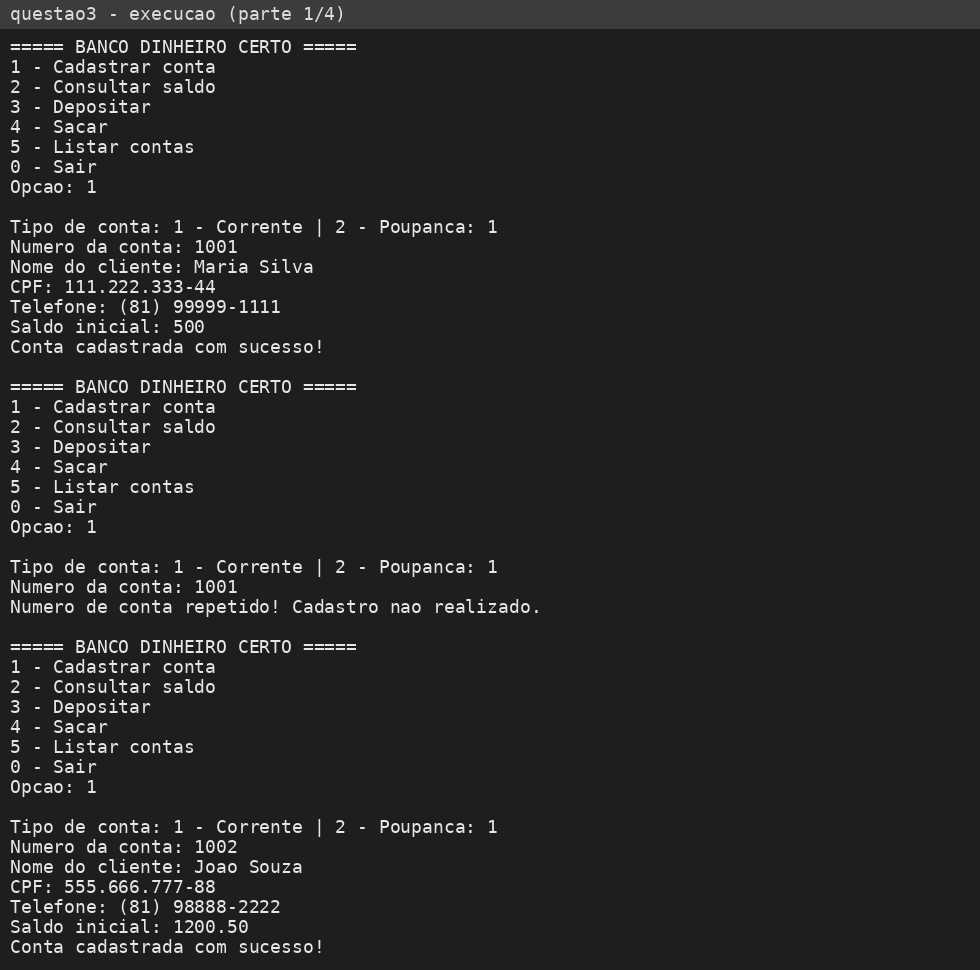 questao3 - execucao (parte 1/4)
===== BANCO DINHEIRO CERTO =====
1 - Cadastrar conta
2 - Consultar saldo
3 - Depositar
4 - Sacar
5 - Listar contas
0 - Sair
Opcao: 1

Tipo de conta: 1 - Corrente | 2 - Poupanca: 1
Numero da conta: 1001
Nome do cliente: Maria Silva
CPF: 111.222.333-44
Telefone: (81) 99999-1111
Saldo inicial: 500
Conta cadastrada com sucesso!

===== BANCO DINHEIRO CERTO =====
1 - Cadastrar conta
2 - Consultar saldo
3 - Depositar
4 - Sacar
5 - Listar contas
0 - Sair
Opcao: 1

Tipo de conta: 1 - Corrente | 2 - Poupanca: 1
Numero da conta: 1001
Numero de conta repetido! Cadastro nao realizado.

===== BANCO DINHEIRO CERTO =====
1 - Cadastrar conta
2 - Consultar saldo
3 - Depositar
4 - Sacar
5 - Listar contas
0 - Sair
Opcao: 1

Tipo de conta: 1 - Corrente | 2 - Poupanca: 1
Numero da conta: 1002
Nome do cliente: Joao Souza
CPF: 555.666.777-88
Telefone: (81) 98888-2222
Saldo inicial: 1200.50
Conta cadastrada com sucesso!